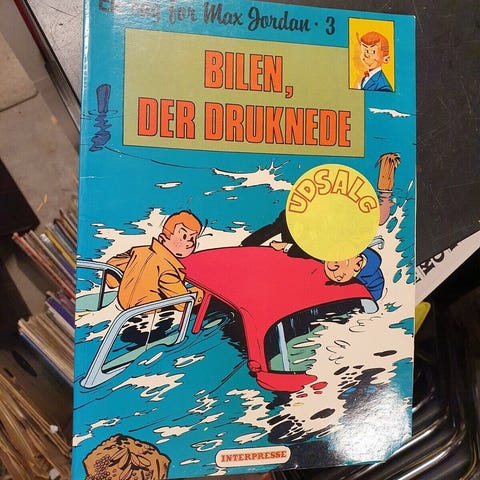 for Max Jordan · 3
BILEN,
DER DRUKNEDE
UDSALG
INTERPRESSE